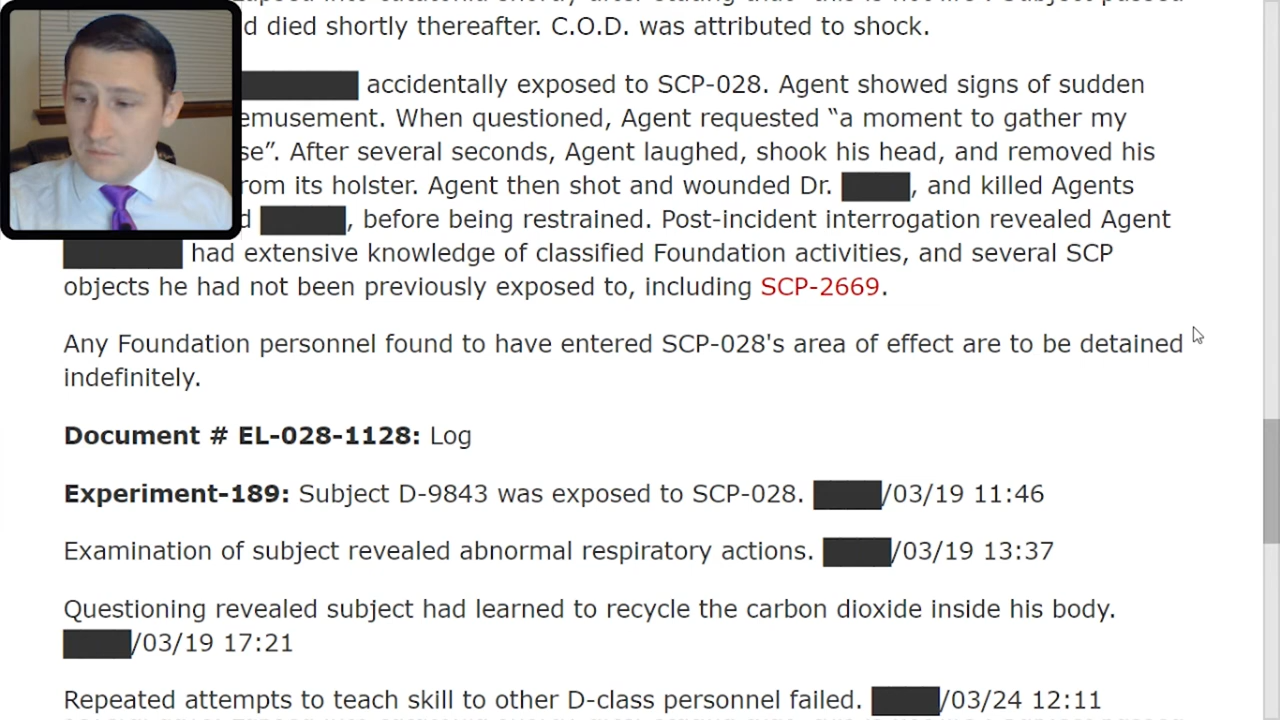 d died shortly thereafter. C.O.D. was attributed to shock.
accidentally exposed to SCP-028. Agent showed signs of sudden
emusement. When questioned, Agent requested “a moment to gather my
se”. After several seconds, Agent laughed, shook his head, and removed his
rom its holster. Agent then shot and wounded Dr. , and killed Agents
d , before being restrained. Post-incident interrogation revealed Agent
had extensive knowledge of classified Foundation activities, and several SCP
objects he had not been previously exposed to, including SCP-2669.
Any Foundation personnel found to have entered SCP-028's area of effect are to be detained
indefinitely.
Document # EL-028-1128: Log
Experiment-189: Subject D-9843 was exposed to SCP-028. /03/19 11:46
Examination of subject revealed abnormal respiratory actions. /03/19 13:37
Questioning revealed subject had learned to recycle the carbon dioxide inside his body.
/03/19 17:21
Repeated attempts to teach skill to other D-class personnel failed. /03/24 12:11